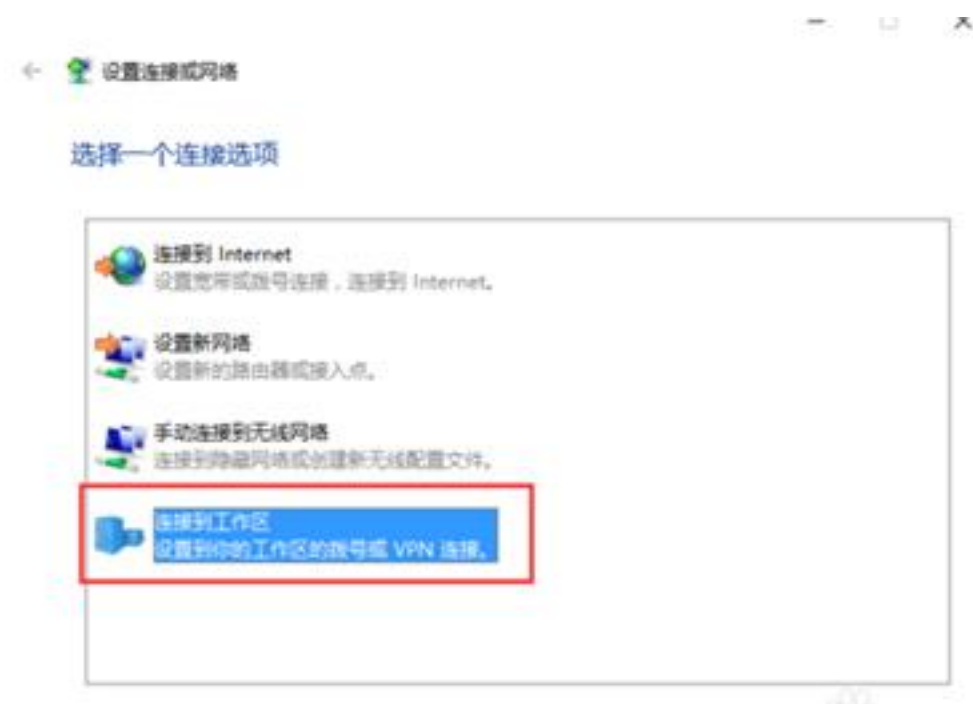 设置连接或网络
选择一个连接选项
连接到 Internet
设置宽带或拨号连接，连接到 Internet。
设置新网络
设置新的路由器或接入点。
手动连接到无线网络
连接到隐藏网络或创建新无线配置文件。
连接到工作区
设置到你的工作区的拨号或 VPN 连接。